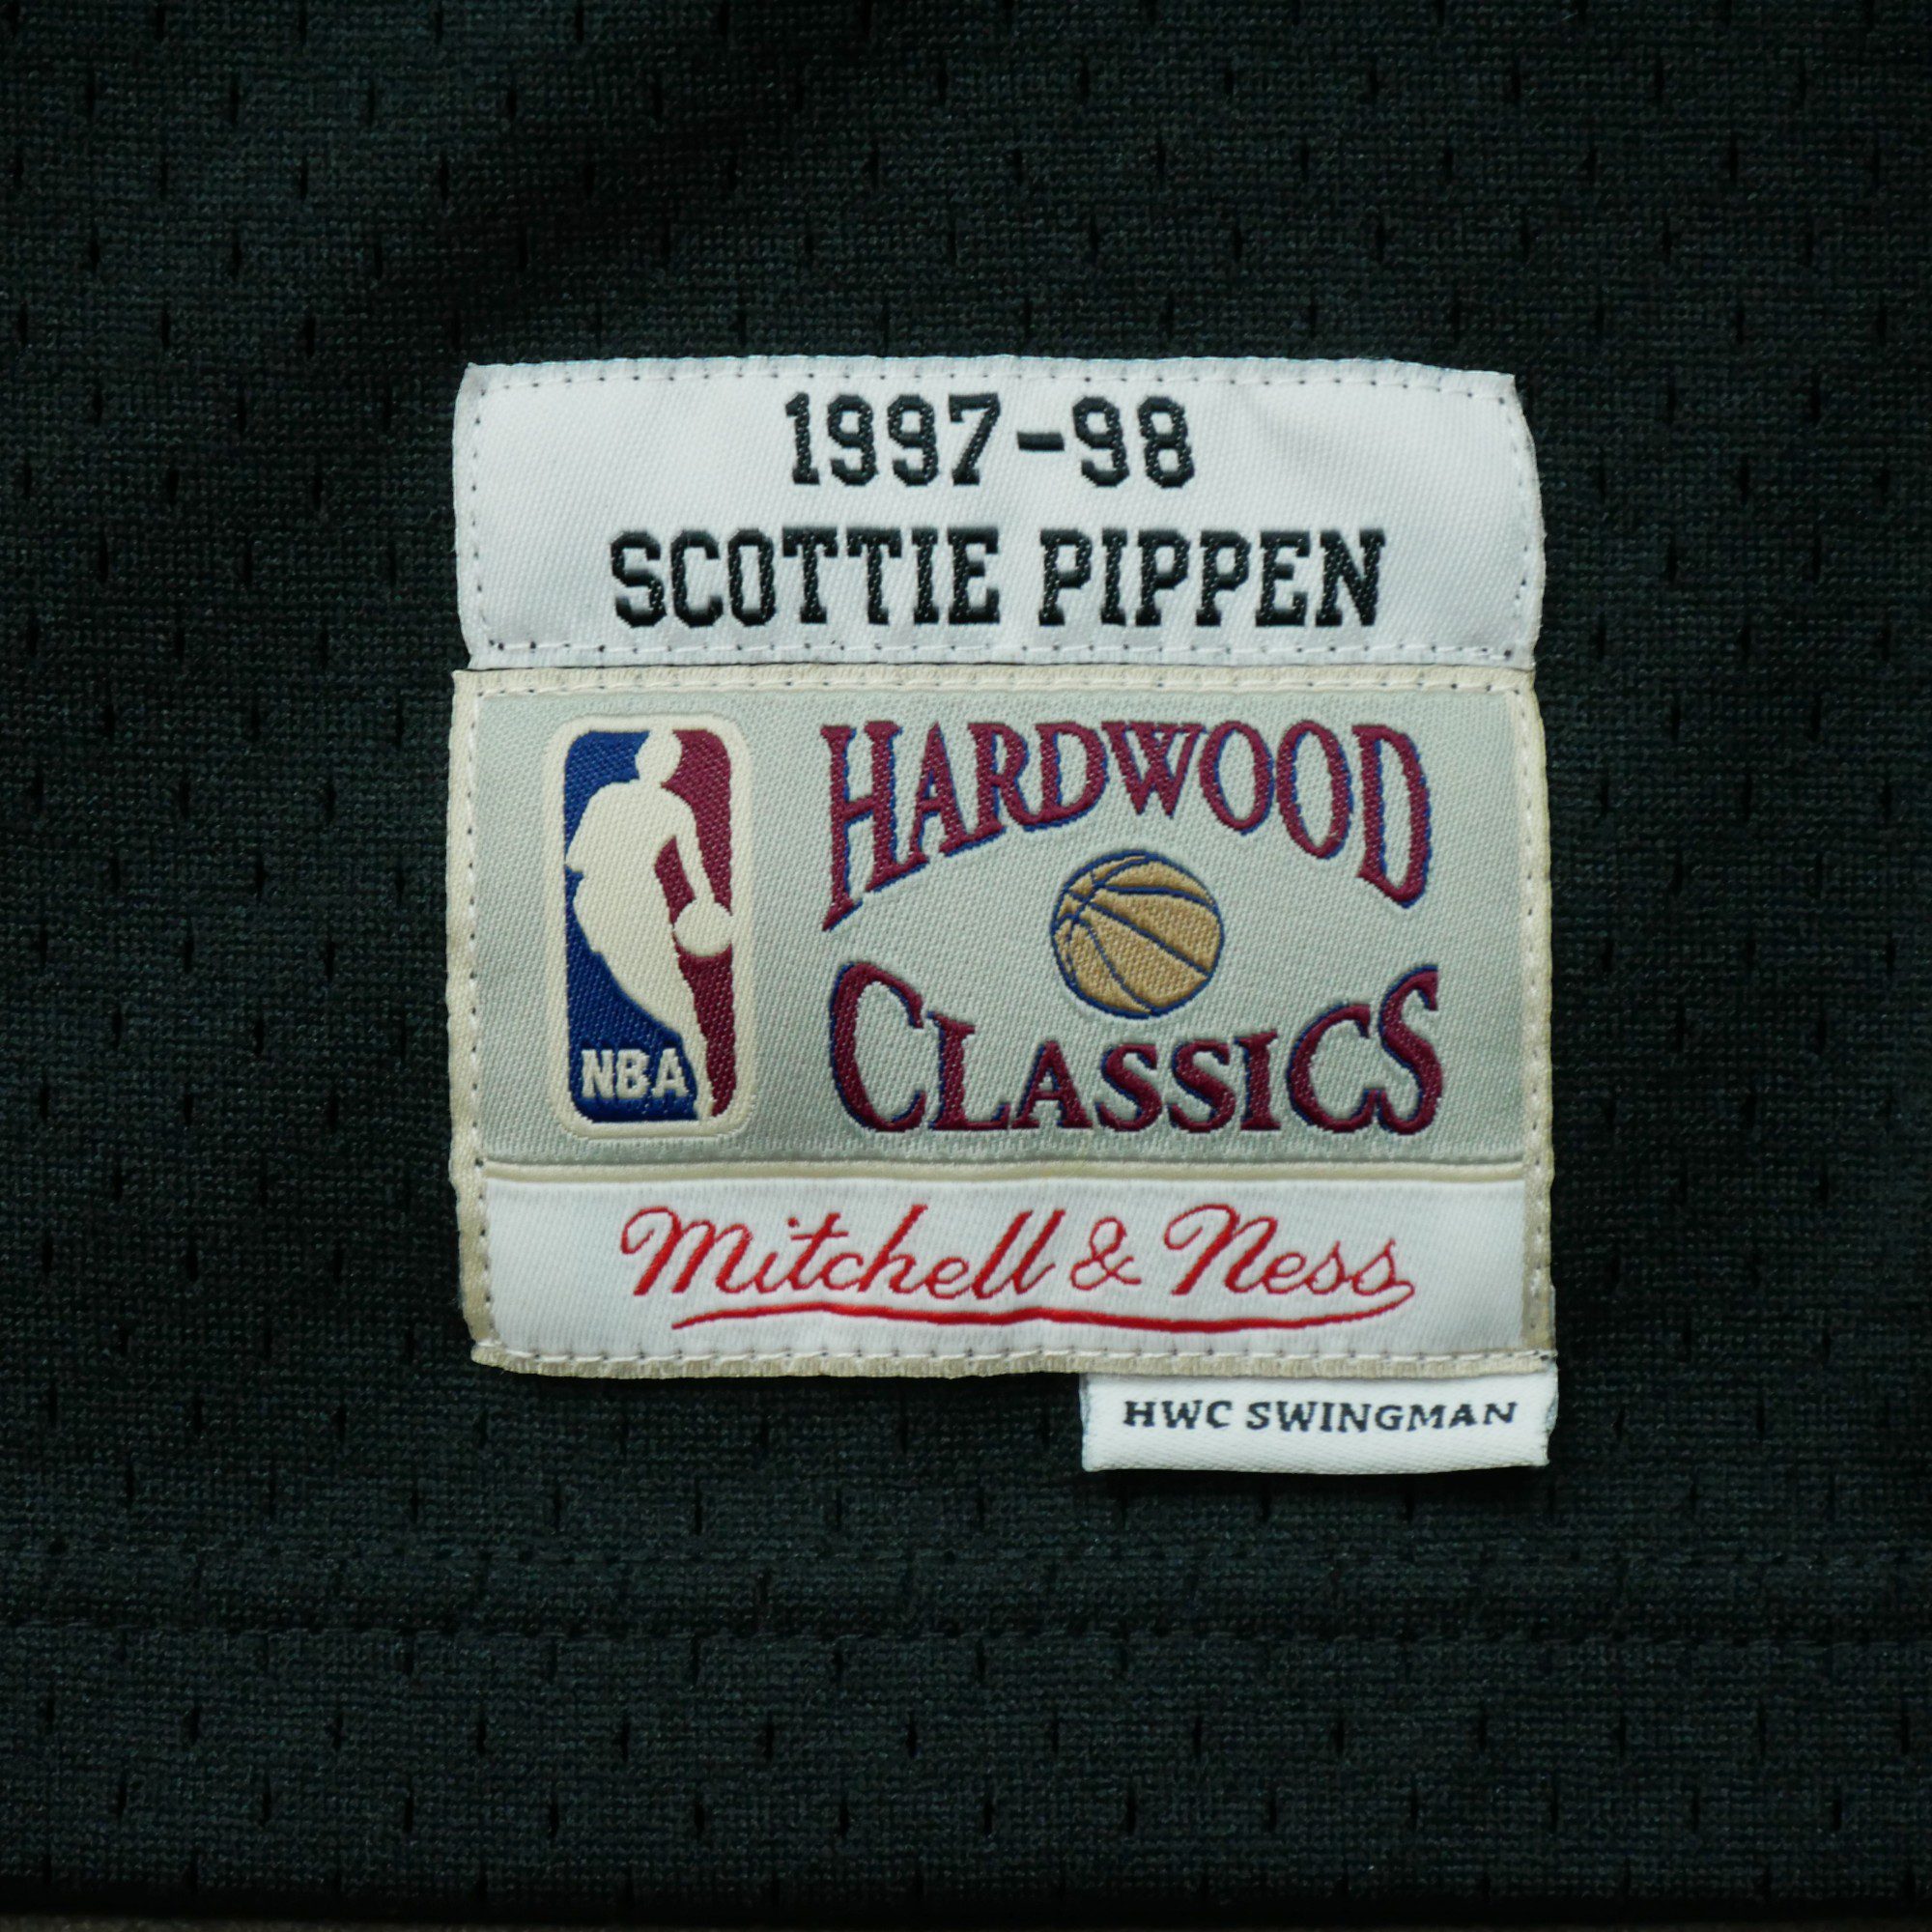 1997-98
SCOTTIE PIPPEN
HARDWOOD
CLASSICS
NBA
Mitchell & Ness
HWC SWINGMAN